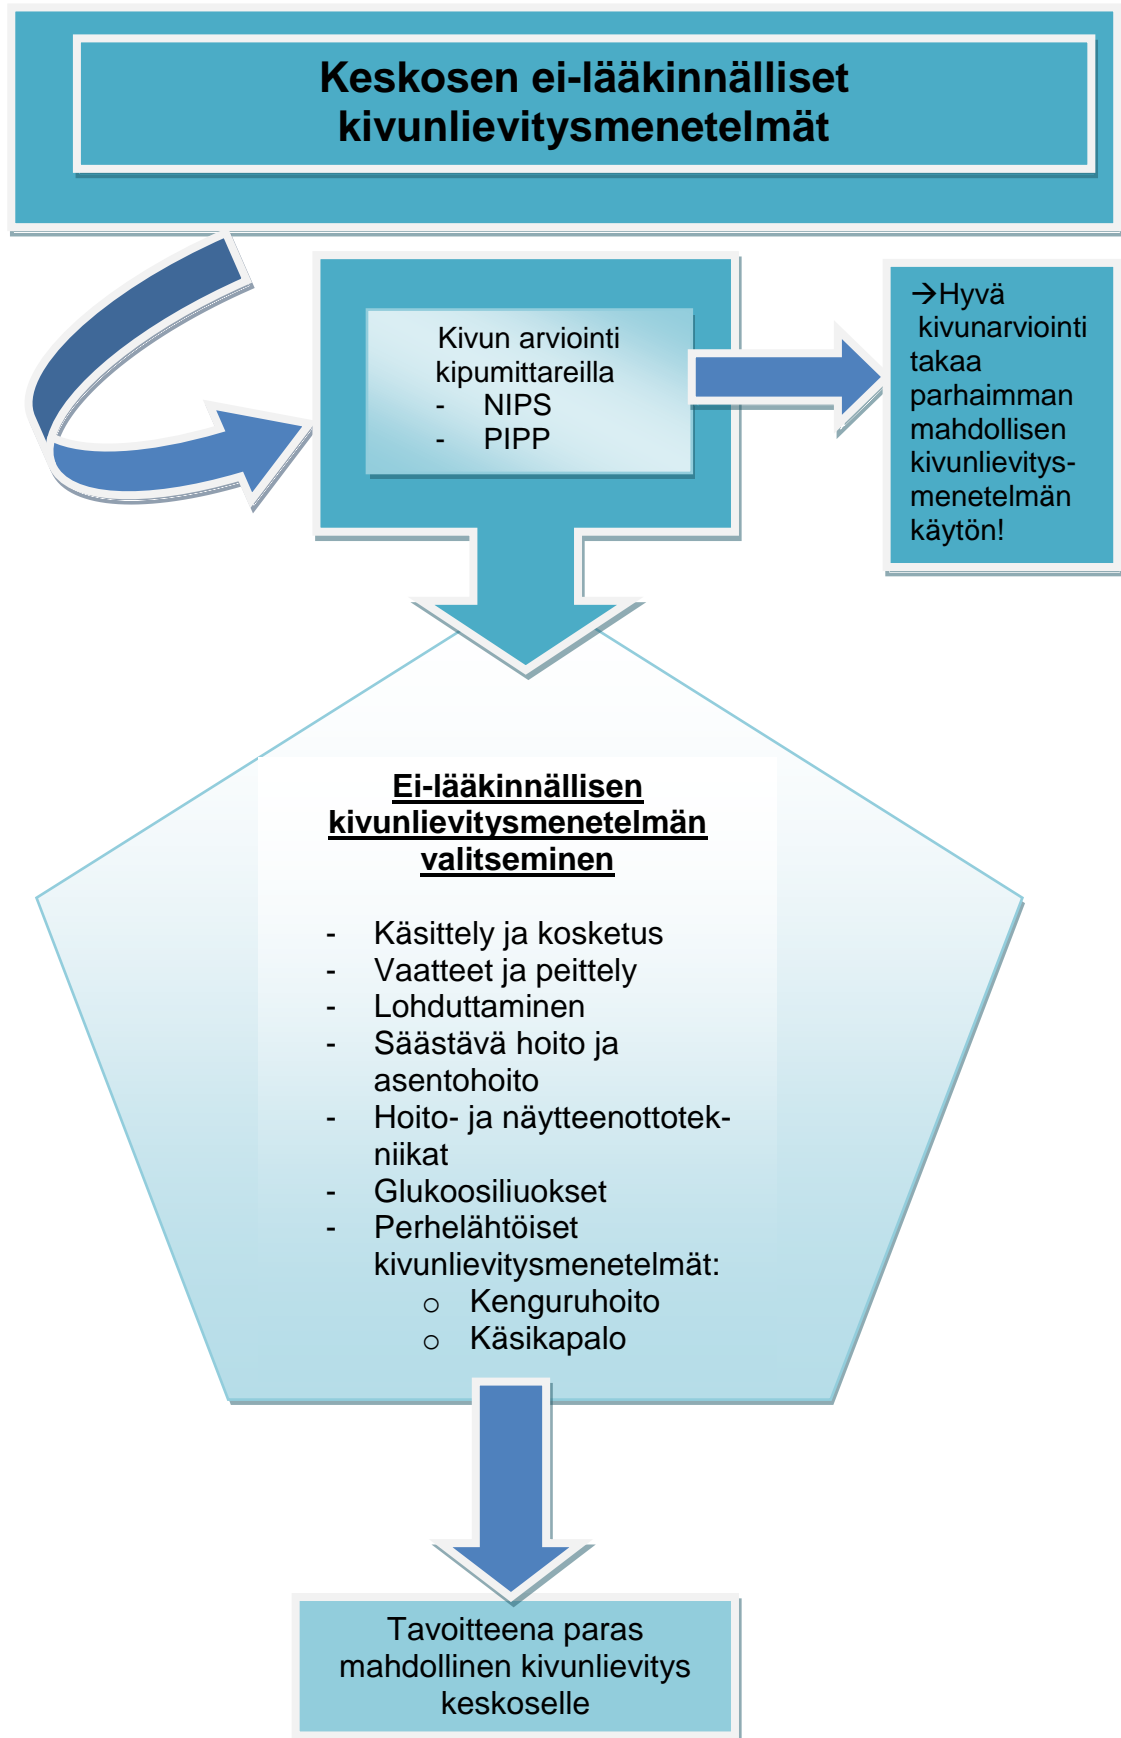 Keskosen ei-lääkinnälliset
kivunlievitysmenetelmät
Kivun arviointi
kipumittareilla
- NIPS
- PIPP
→Hyvä
kivunarviointi
takaa
parhaimman
mahdollisen
kivunlievitys-
menetelmän
käytön!
Ei-lääkinnällisen
kivunlievitysmenetelmän
valitseminen
- Käsittely ja kosketus
- Vaatteet ja peittely
- Lohduttaminen
- Säästävä hoito ja
asentohoito
- Hoito- ja näytteenottotek-
niikat
- Glukoosiliuokset
- Perhelähtöiset
kivunlievitysmenetelmät:
o Kenguruhoito
o Käsikapalo
Tavoitteena paras
mahdollinen kivunlievitys
keskoselle